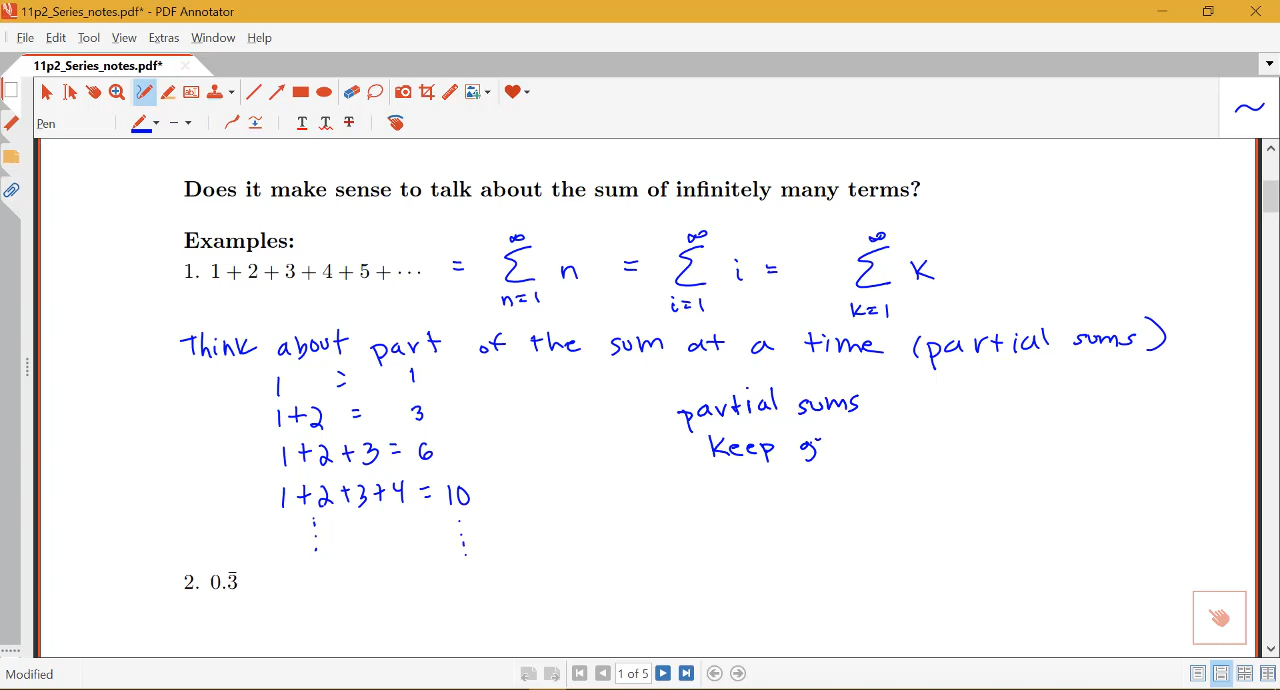 11p2_Series_notes.pdf* - PDF Annotator
File Edit Tool View Extras Window Help
11p2_Series_notes.pdf*
Pen
Does it make sense to talk about the sum of infinitely many terms?
Examples:
1. 1 + 2 + 3 + 4 + 5 + ⋯ = ∞ Σ n=1 n = ∞ Σ i=1 i = ∞ Σ k=1 k
Think about part of the sum at a time (partial sums)
1 = 1
1+2 = 3
partial sums
1+2+3 = 6
keep g
1+2+3+4 = 10
⋮ ⋮
2. 0.3̄
Modified
1 of 5